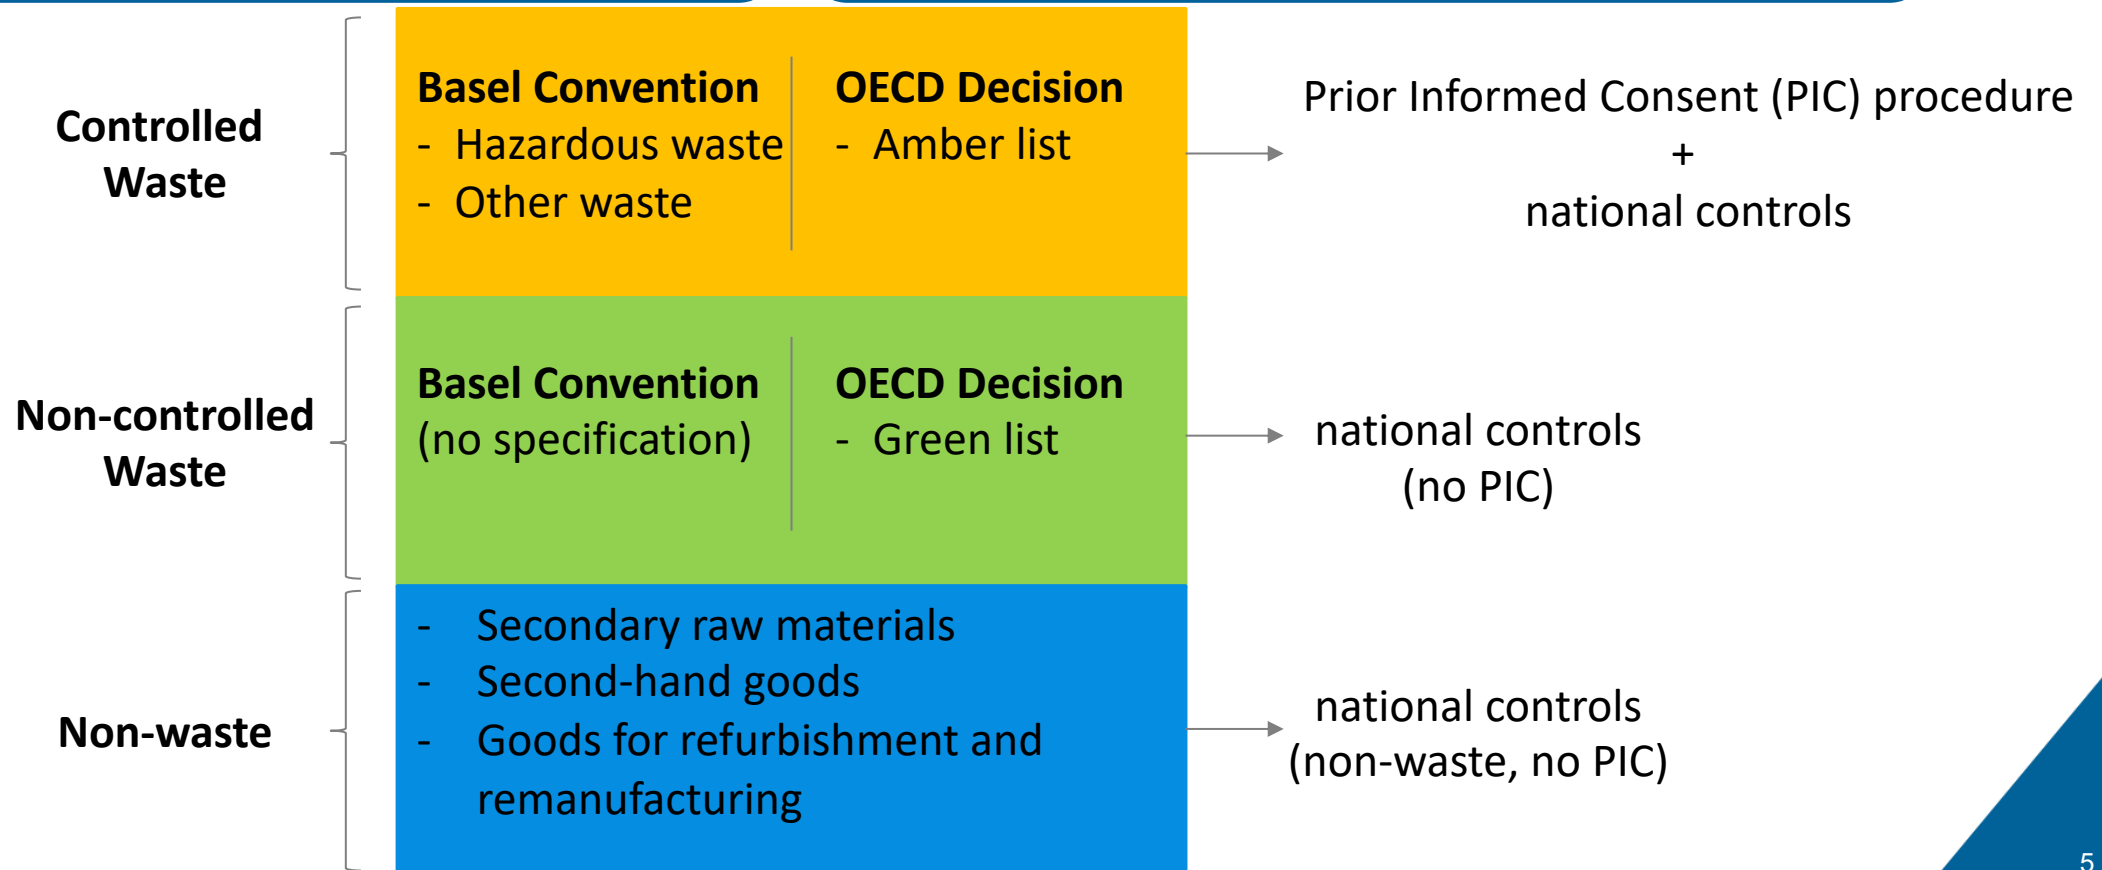 Controlled
Waste
Basel Convention
- Hazardous waste
- Other waste
OECD Decision
- Amber list
Prior Informed Consent (PIC) procedure
+
national controls
Non-controlled
Waste
Basel Convention
(no specification)
OECD Decision
- Green list
national controls
(no PIC)
Non-waste
- Secondary raw materials
- Second-hand goods
- Goods for refurbishment and
remanufacturing
national controls
(non-waste, no PIC)
5